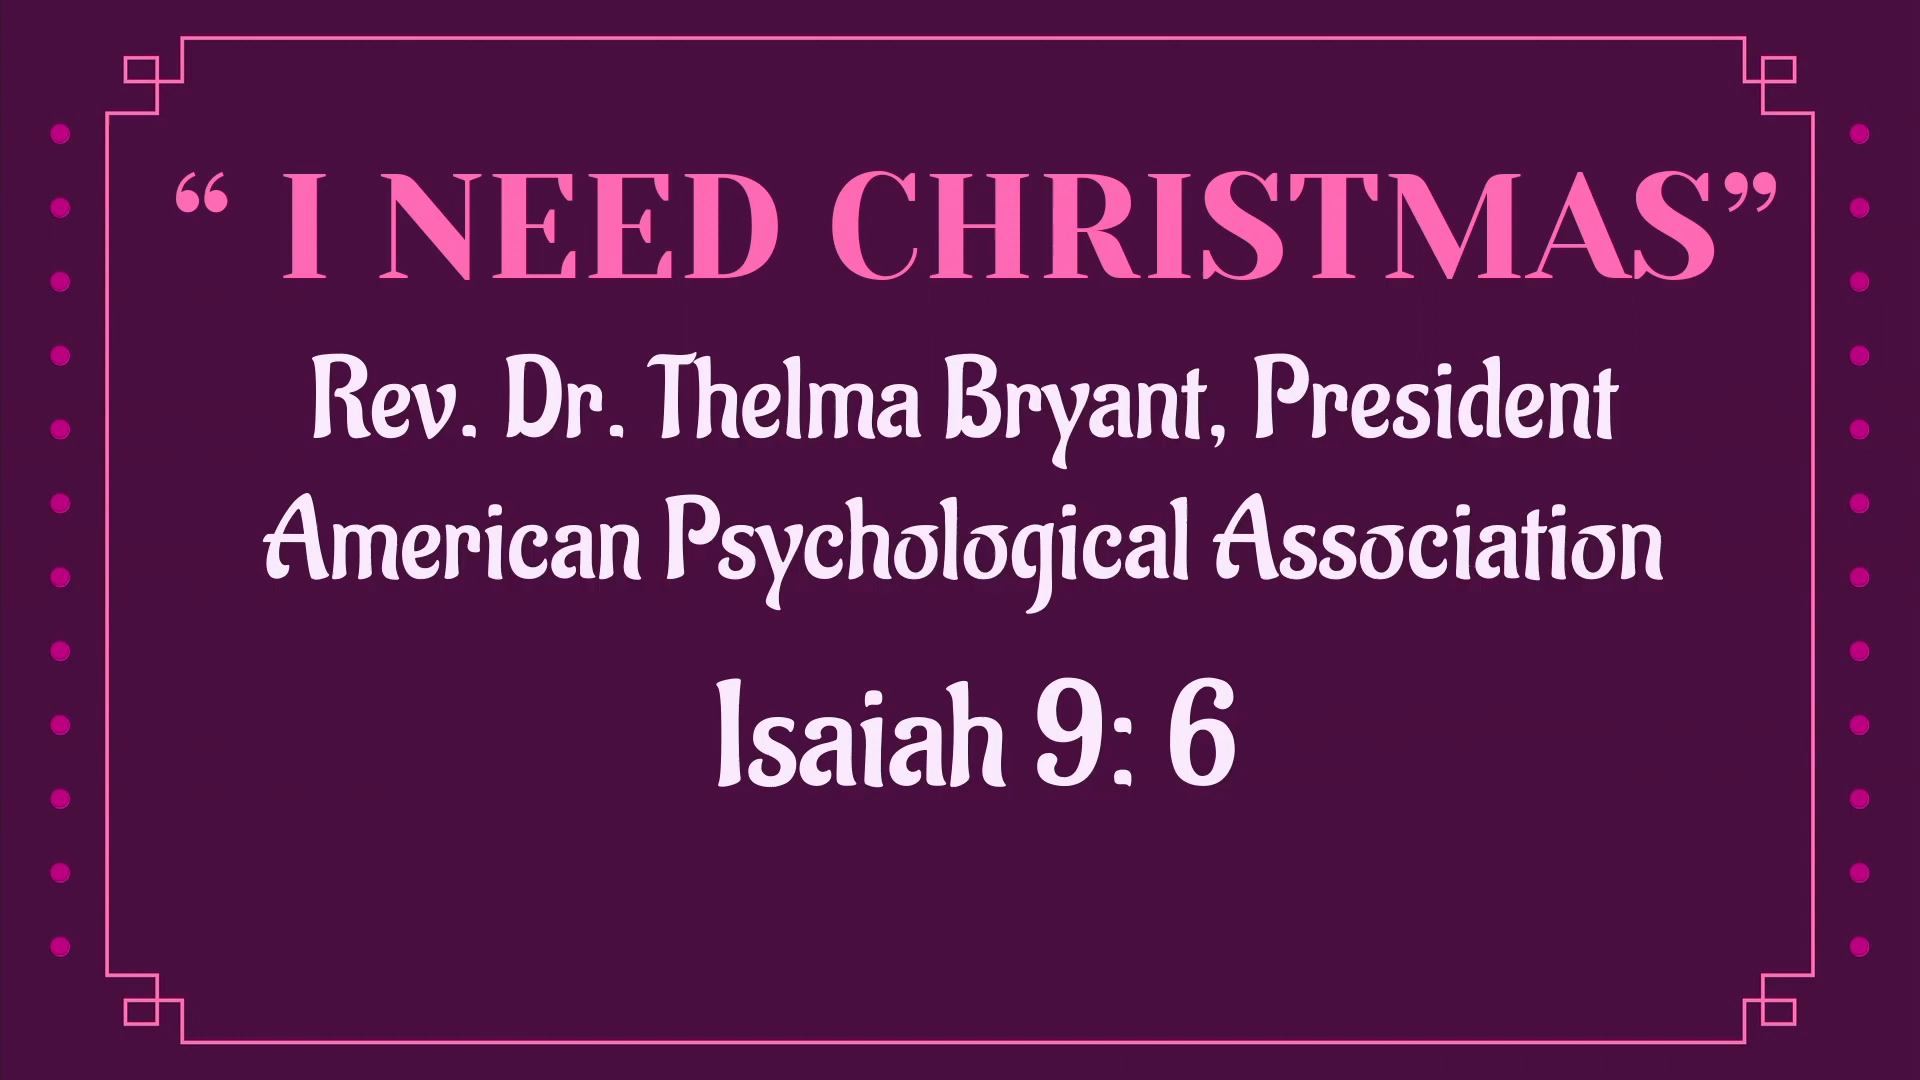 “ I NEED CHRISTMAS”
Rev. Dr. Thelma Bryant, President
American Psychological Association
Isaiah 9: 6